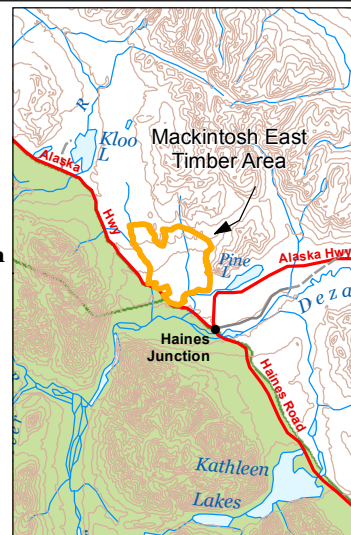 R
Kloo
L
Mackintosh East
Timber Area
Alaska
Hwy
Pine
L
Alaska Hwy
Deza
Haines
Junction
Haines Road
Kathleen
Lakes